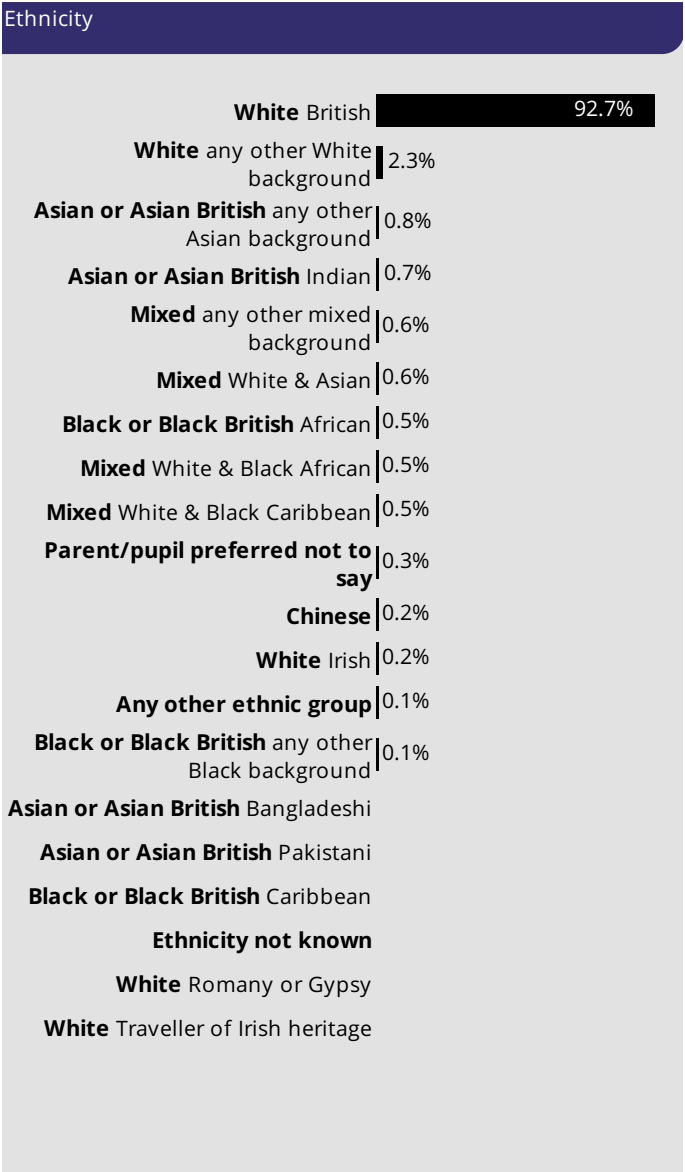 Ethnicity
White British 92.7%
White any other White
background 2.3%
Asian or Asian British any other
Asian background 0.8%
Asian or Asian British Indian 0.7%
Mixed any other mixed
background 0.6%
Mixed White & Asian 0.6%
Black or Black British African 0.5%
Mixed White & Black African 0.5%
Mixed White & Black Caribbean 0.5%
Parent/pupil preferred not to
say 0.3%
Chinese 0.2%
White Irish 0.2%
Any other ethnic group 0.1%
Black or Black British any other
Black background 0.1%
Asian or Asian British Bangladeshi
Asian or Asian British Pakistani
Black or Black British Caribbean
Ethnicity not known
White Romany or Gypsy
White Traveller of Irish heritage